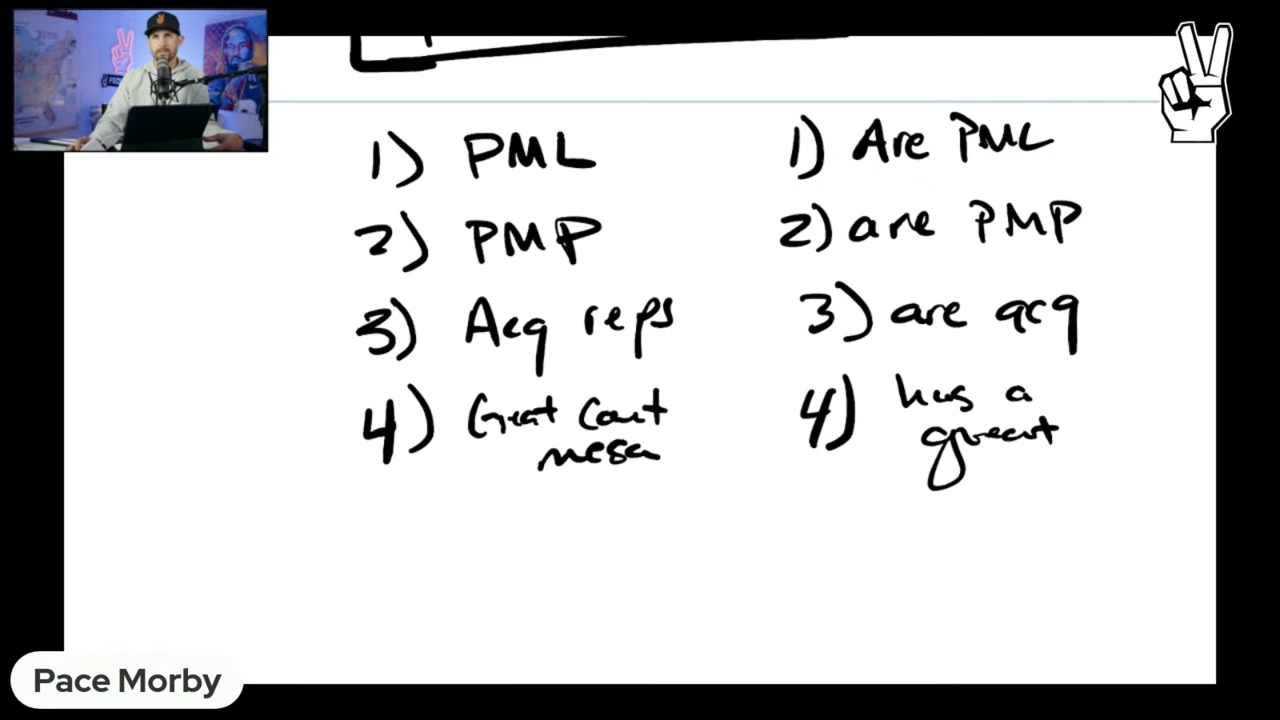 1) PML
2) PMP
3) Acq reps
4) Great Cont
mesa
1) Are PML
2) are PMP
3) are acq
4) has a
great
Pace Morby